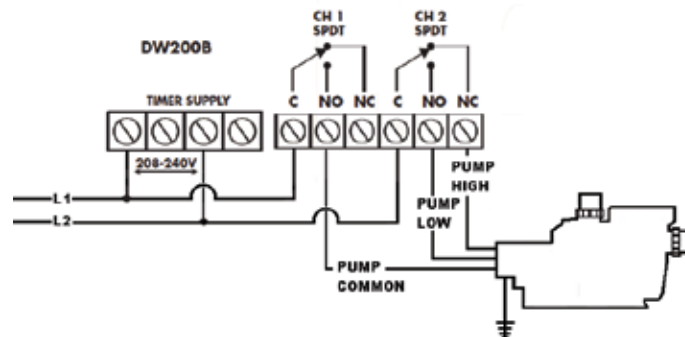 DW200B
CH 1
SPDT
CH 2
SPDT
TIMER SUPPLY
C NO NC C NO NC
208-240V
L1
L2
PUMP
HIGH
PUMP
LOW
PUMP
COMMON